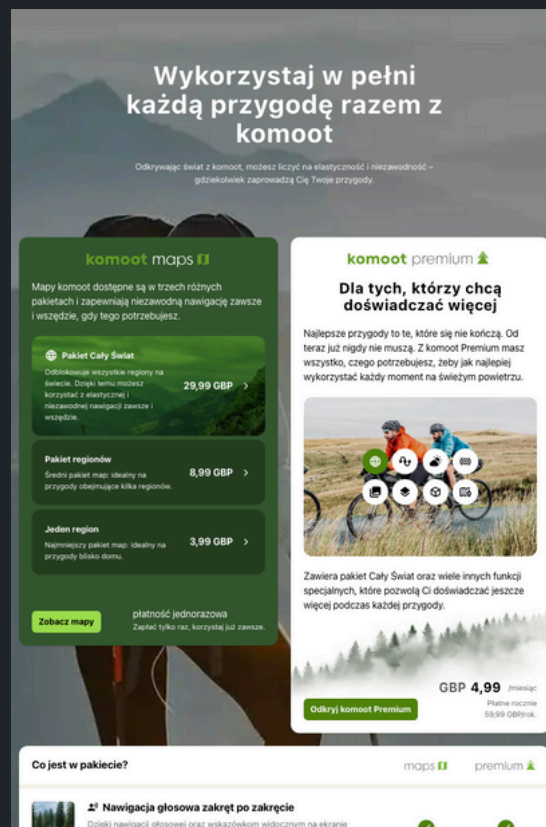 Wykorzystaj w pełni
każdą przygodę razem z
komoot
Odkrywając świat z komoot, możesz liczyć na elastyczność i niezawodność –
gdziekolwiek zaprowadzą Cię Twoje przygody.
komoot maps
Mapy komoot dostępne są w trzech różnych
pakietach i zapewniają niezawodną nawigację zawsze
i wszędzie, gdy tego potrzebujesz.
Pakiet Cały Świat
Odblokowuje wszystkie regiony na
świecie. Dzięki temu możesz
korzystać z elastycznej i
niezawodnej nawigacji zawsze i
wszędzie.
29,99 GBP
Pakiet regionów
Średni pakiet map: idealny na
przygody obejmujące kilka regionów.
8,99 GBP
Jeden region
Najmniejszy pakiet map: idealny na
przygody blisko domu.
3,99 GBP
Zobacz mapy
płatność jednorazowa
Zapłać tylko raz, korzystaj już zawsze.
komoot premium
Dla tych, którzy chcą
doświadczać więcej
Najlepsze przygody to te, które się nie kończą. Od
teraz już nigdy nie muszą. Z komoot Premium masz
wszystko, czego potrzebujesz, żeby jak najlepiej
wykorzystać każdy moment na świeżym powietrzu.
Zawiera pakiet Cały Świat oraz wiele innych funkcji
specjalnych, które pozwolą Ci doświadczać jeszcze
więcej podczas każdej przygody.
GBP 4,99 /miesiąc
Płatne rocznie
59,99 GBP/rok.
Odkryj komoot Premium
Co jest w pakiecie?
maps
premium
Nawigacja głosowa zakręt po zakręcie
Dzięki nawigacji głosowej oraz wskazówkom widocznym na ekranie